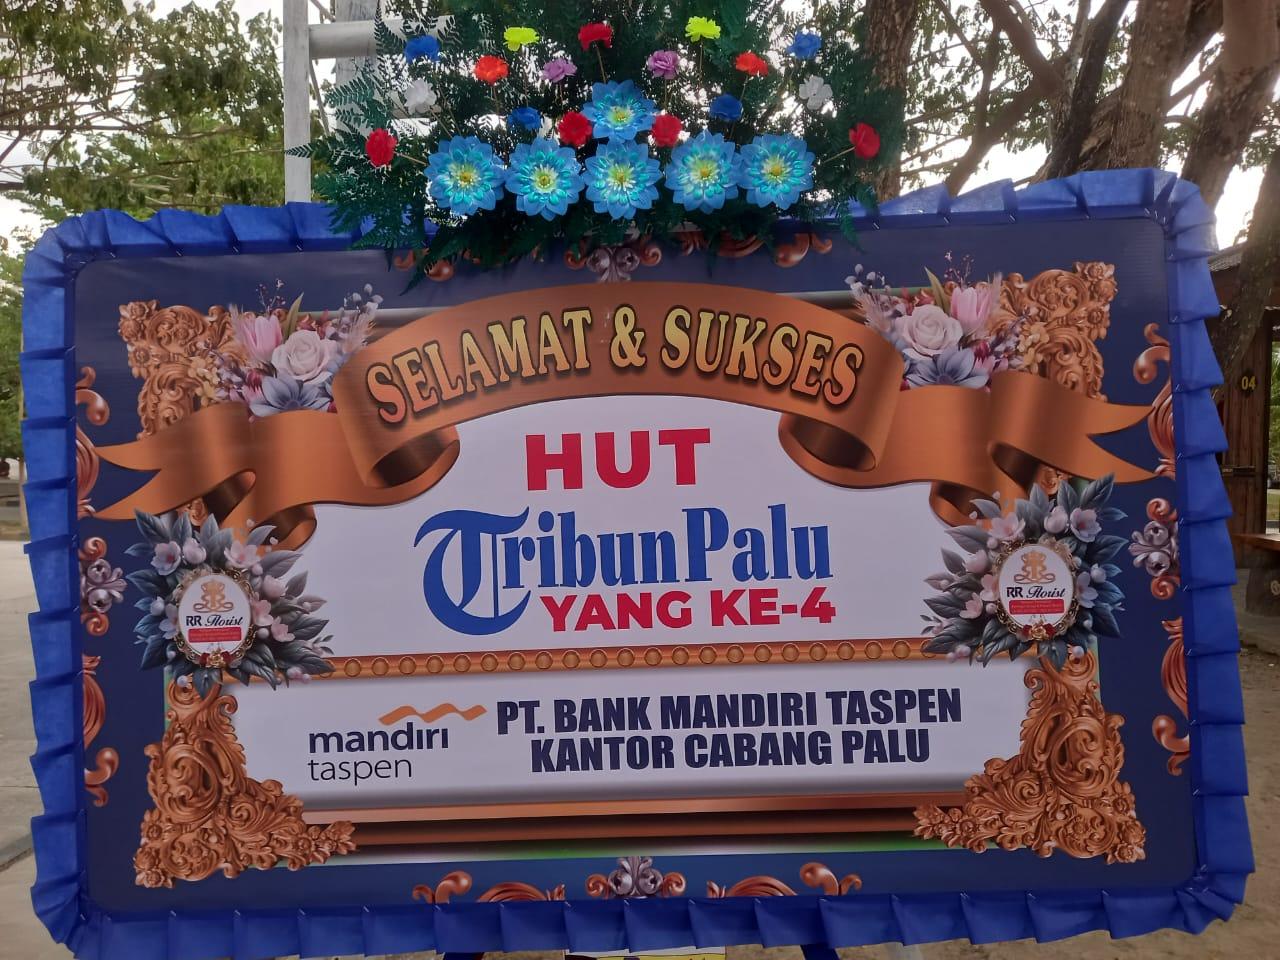 SELAMAT & SUKSES
HUT
TribunPalu
YANG KE-4
RR Florist
RR Florist
mandiri
taspen
PT. BANK MANDIRI TASPEN
KANTOR CABANG PALU
04